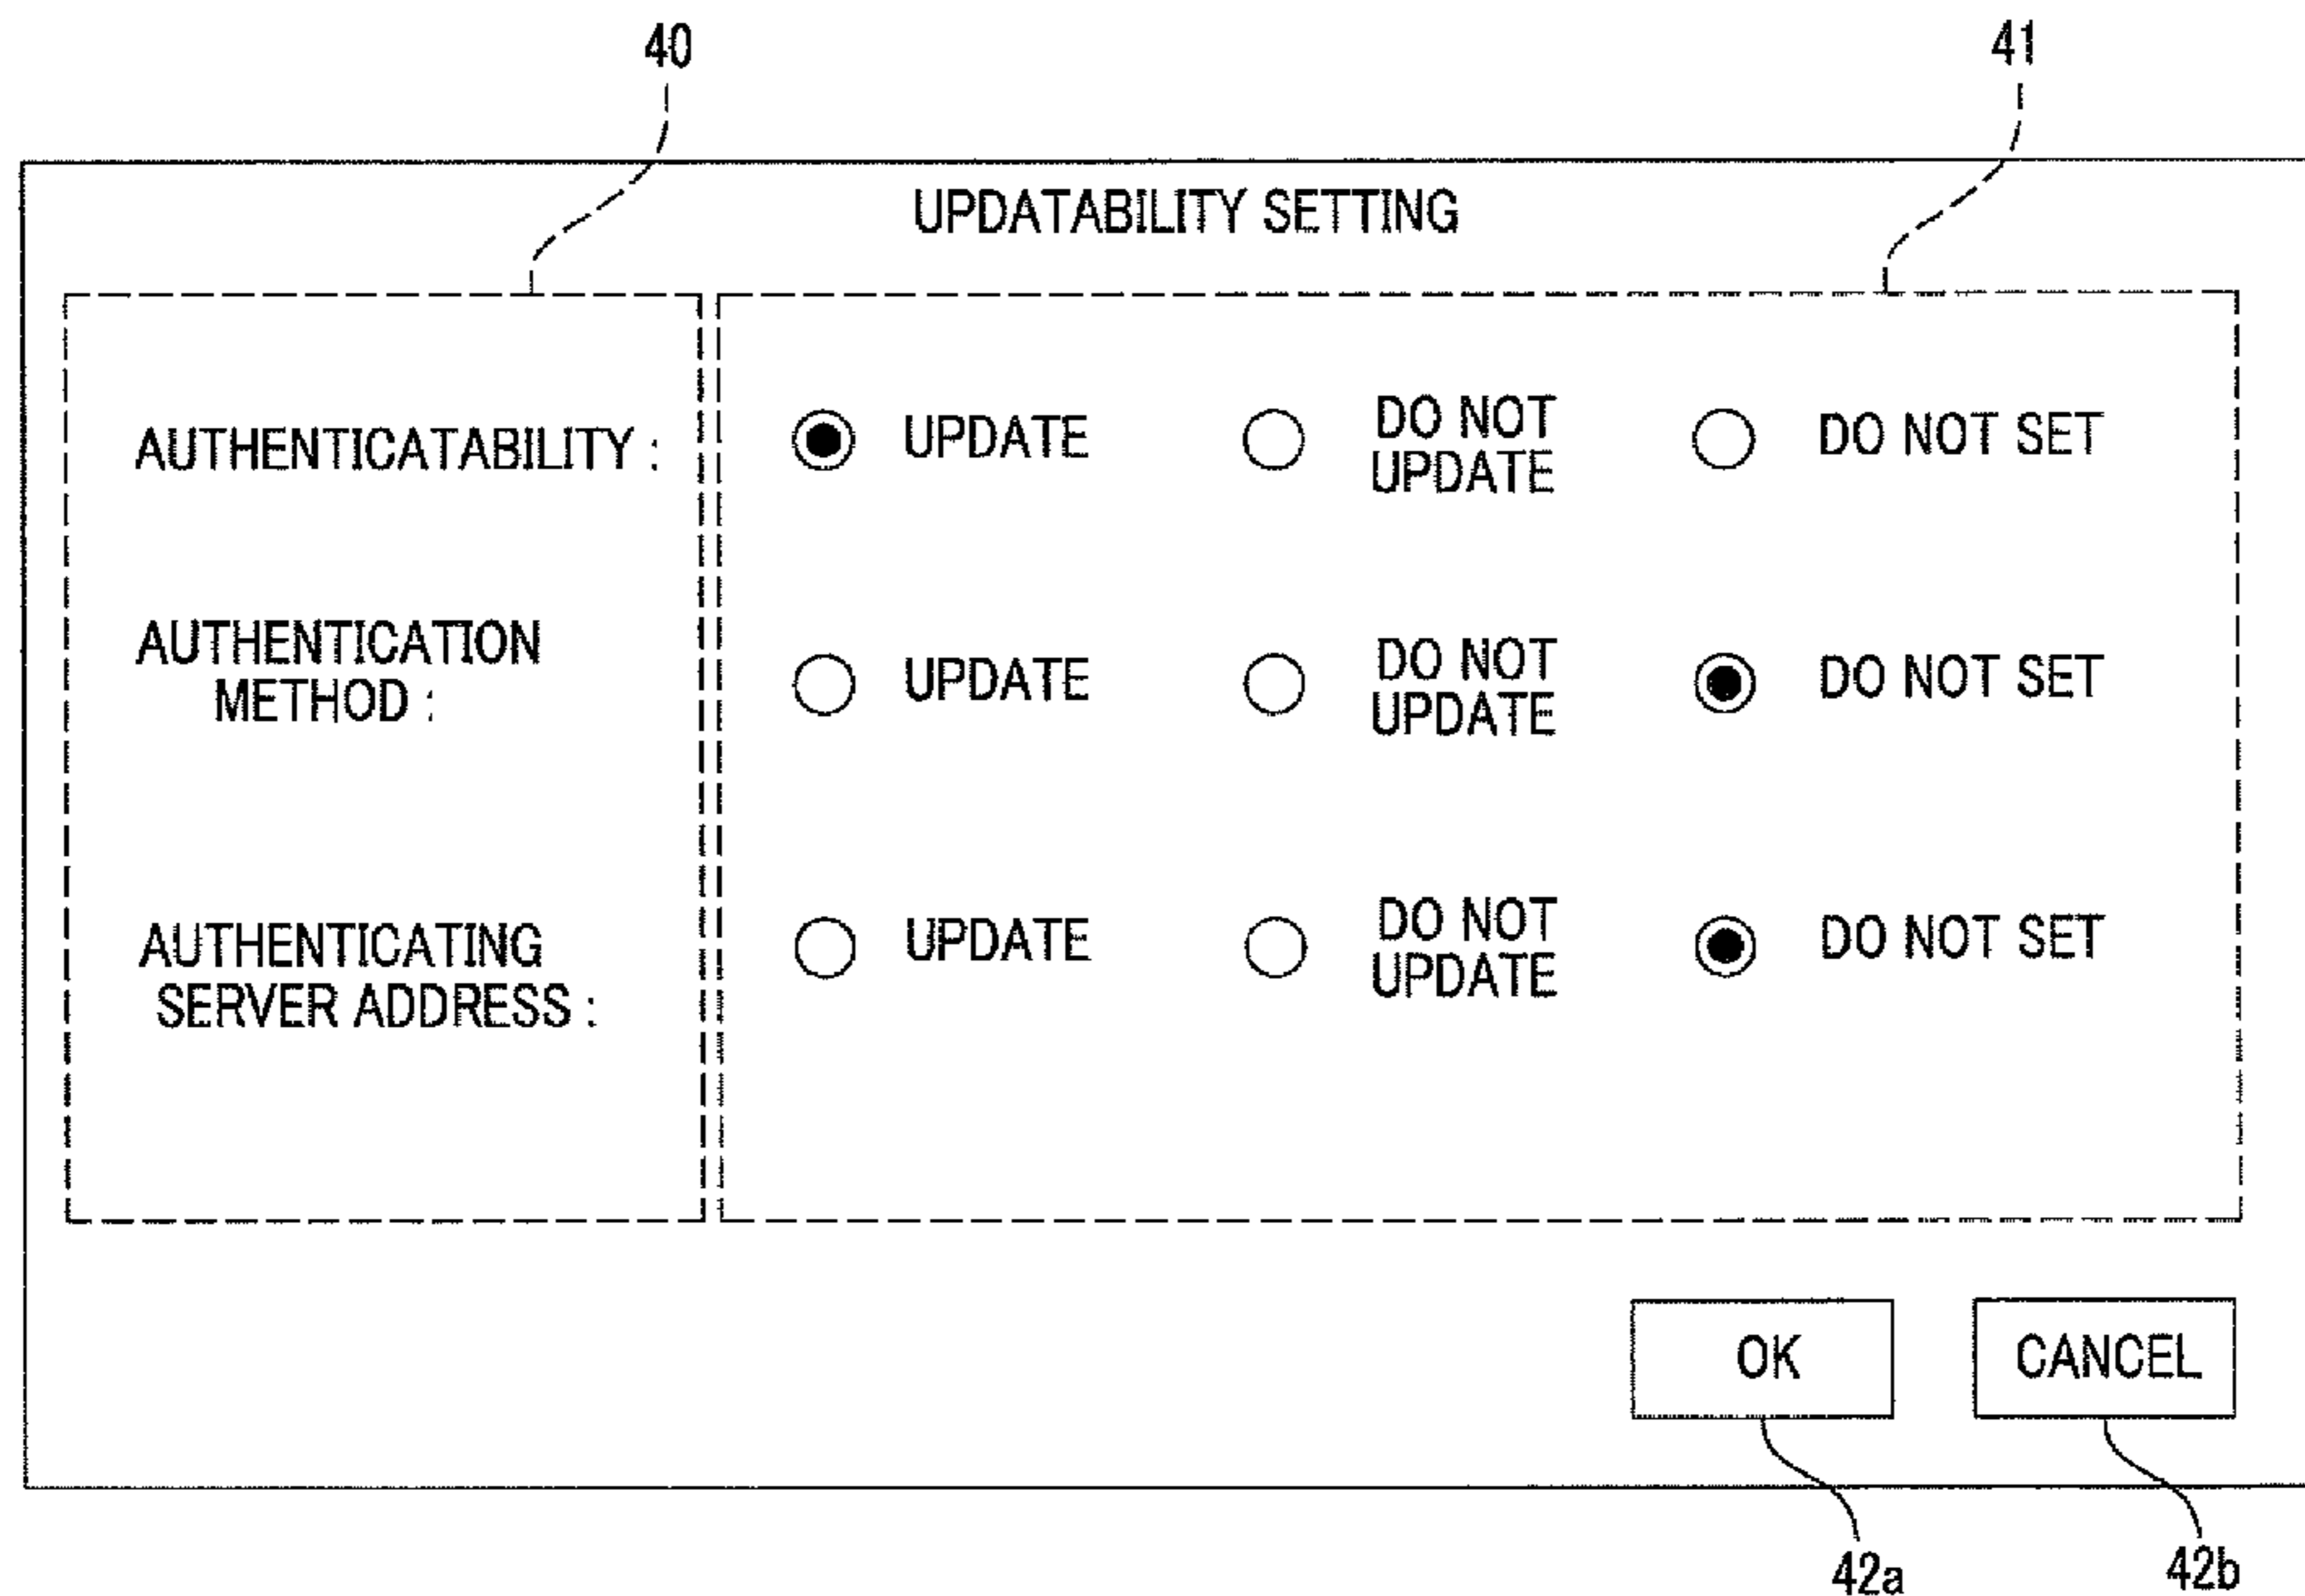 40
41
UPDATABILITY SETTING
AUTHENTICATABILITY :
UPDATE
DO NOT
UPDATE
DO NOT SET
AUTHENTICATION
METHOD :
UPDATE
DO NOT
UPDATE
DO NOT SET
AUTHENTICATING
SERVER ADDRESS :
UPDATE
DO NOT
UPDATE
DO NOT SET
OK
CANCEL
42a
42b